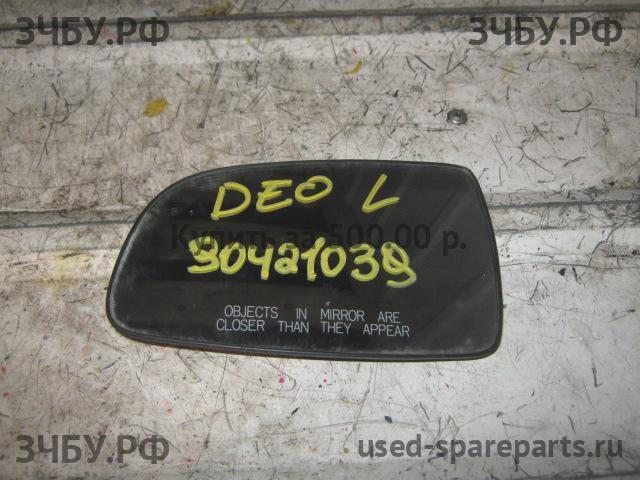 ЗЧБУ.РФ ЗЧБУ.РФ
DEO L
Купить за 500.00 р.
30421039
OBJECTS IN MIRROR ARE
CLOSER THAN THEY APPEAR
ЗЧБУ.РФ used-spareparts.ru